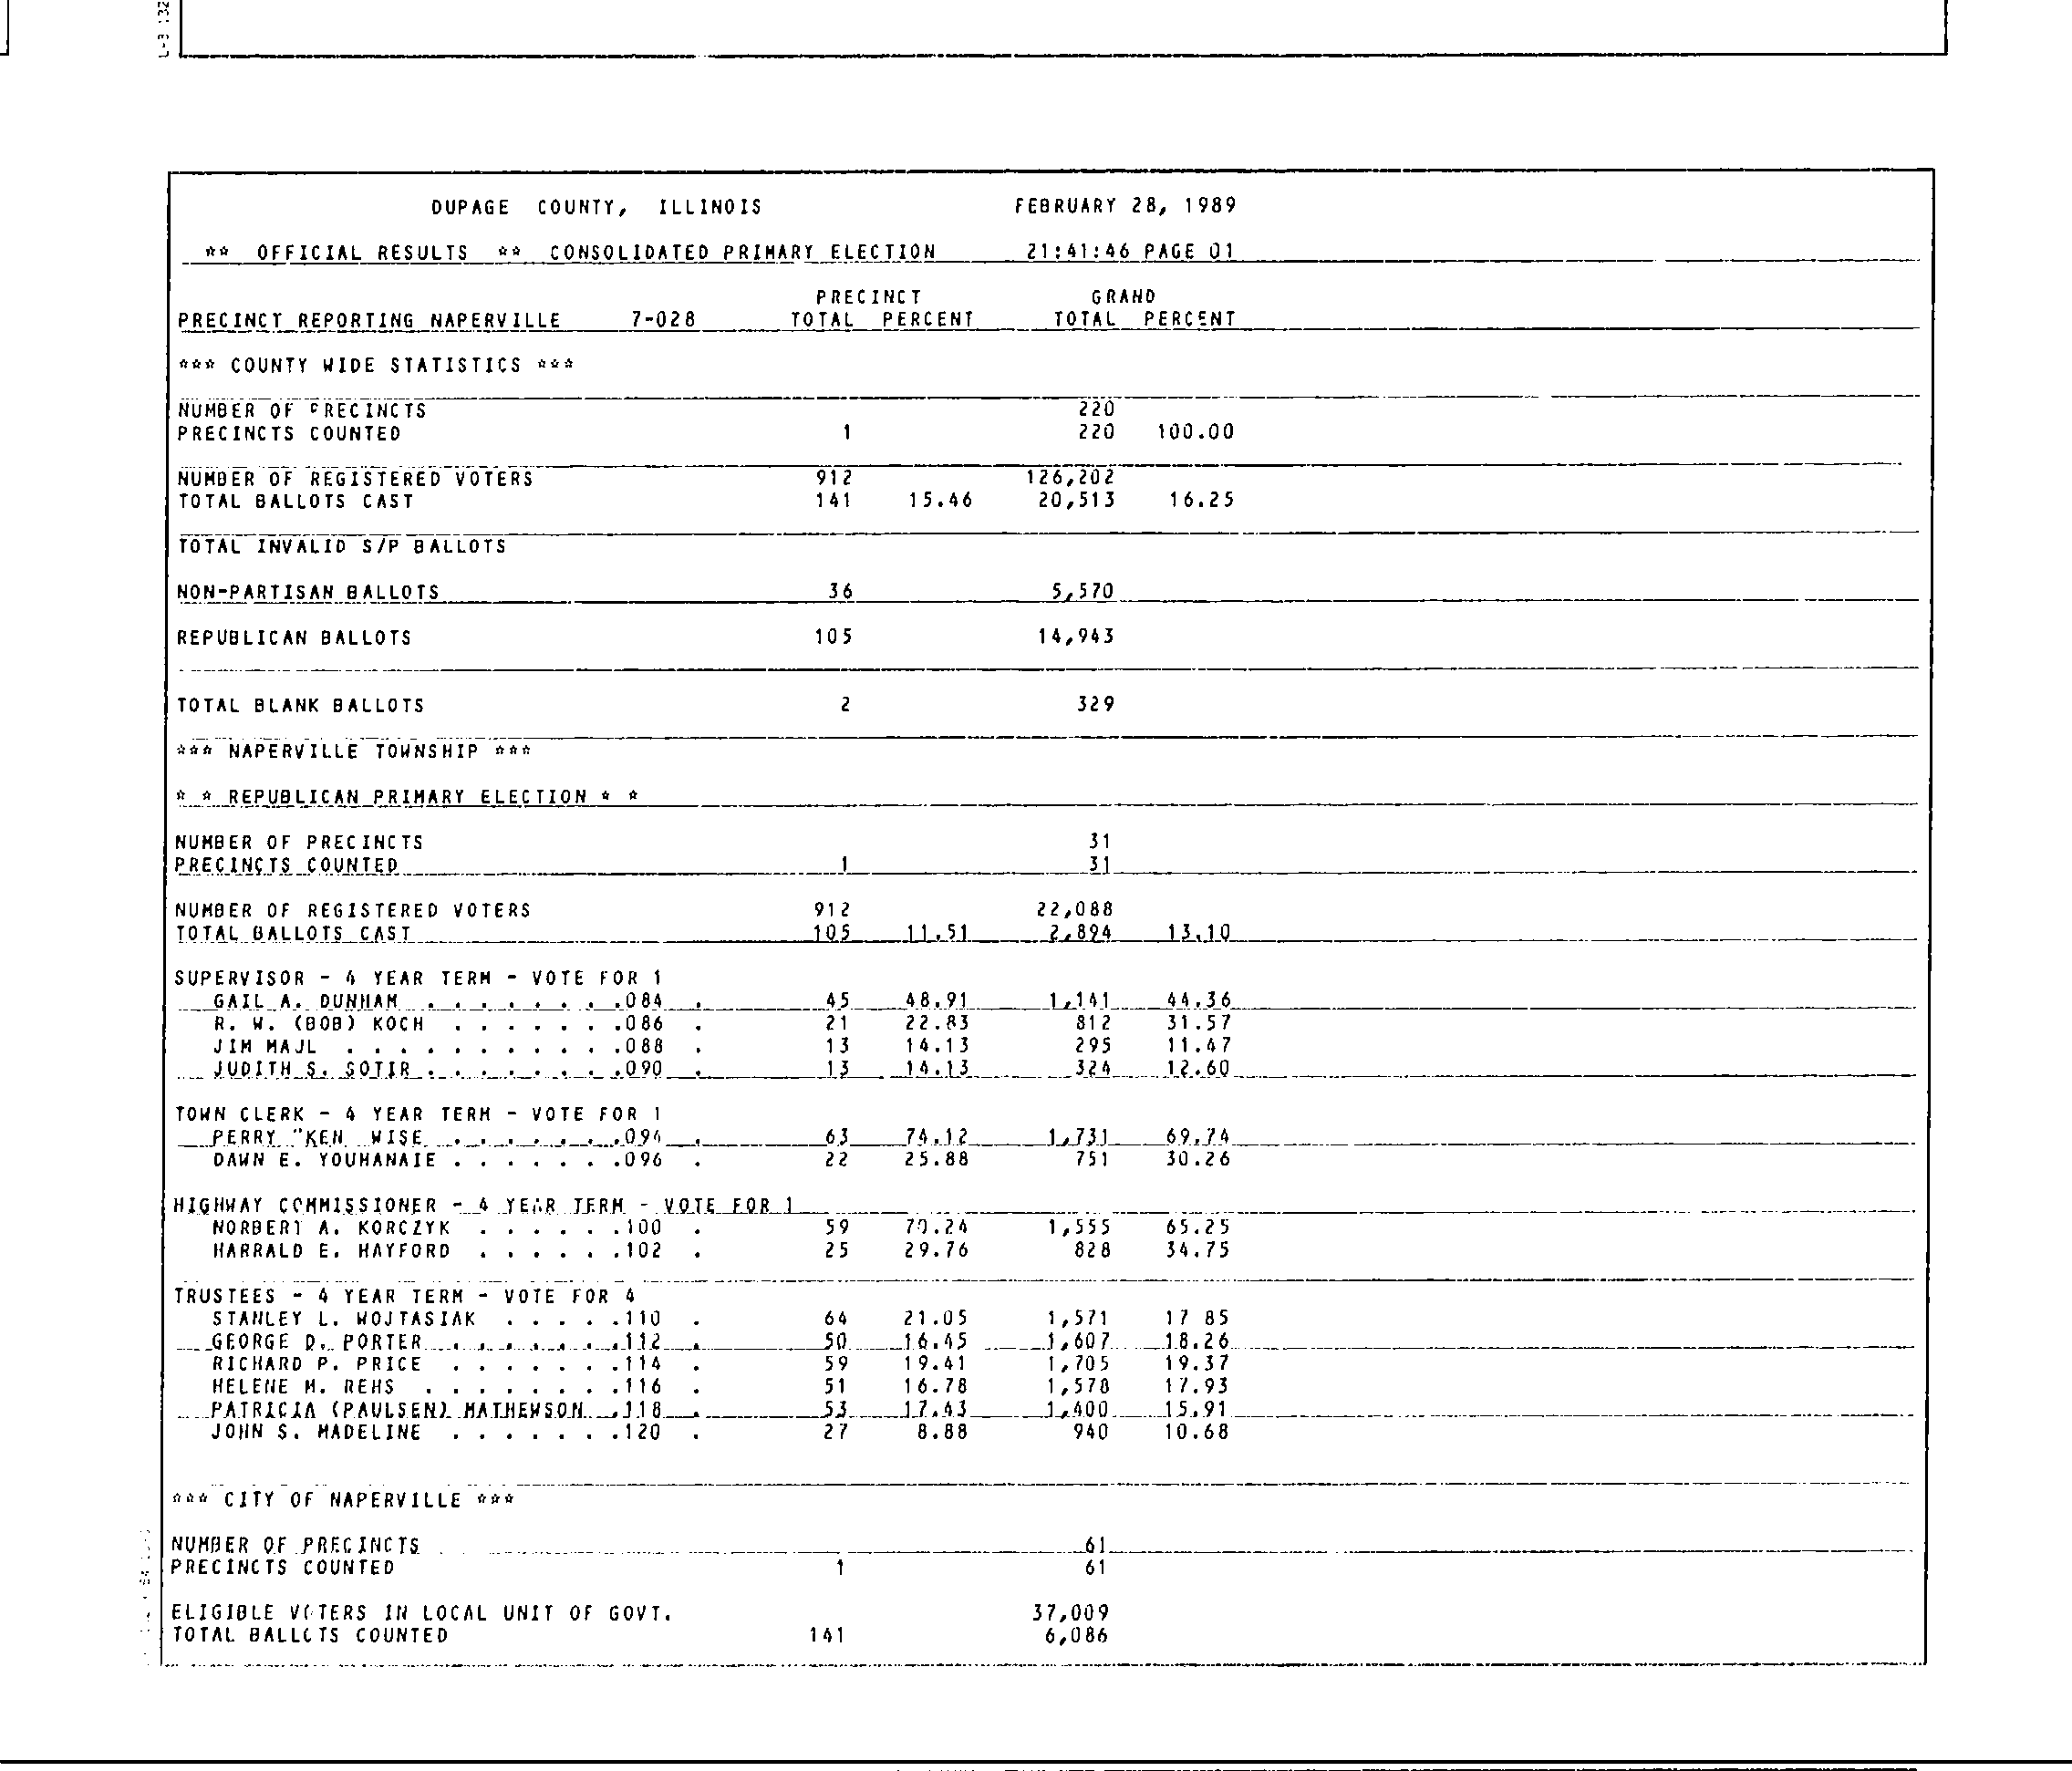 DUPAGE COUNTY, ILLINOIS FEBRUARY 28, 1989
** OFFICIAL RESULTS ** CONSOLIDATED PRIMARY ELECTION 21:41:46 PAGE 01
PRECINCT GRAND
PRECINCT REPORTING NAPERVILLE 7-028 TOTAL PERCENT TOTAL PERCENT
*** COUNTY WIDE STATISTICS ***
NUMBER OF PRECINCTS 220
PRECINCTS COUNTED 1 220 100.00
NUMBER OF REGISTERED VOTERS 912 126,202
TOTAL BALLOTS CAST 141 15.46 20,513 16.25
TOTAL INVALID S/P BALLOTS
NON-PARTISAN BALLOTS 36 5,570
REPUBLICAN BALLOTS 105 14,943
TOTAL BLANK BALLOTS 2 329
*** NAPERVILLE TOWNSHIP ***
* * REPUBLICAN PRIMARY ELECTION * *
NUMBER OF PRECINCTS 31
PRECINCTS COUNTED 1 31
NUMBER OF REGISTERED VOTERS 912 22,088
TOTAL BALLOTS CAST 105 11.51 2,894 13.10
SUPERVISOR - 4 YEAR TERM - VOTE FOR 1
GAIL A. DUNHAM . . . . . . . .084 . 45 48.91 1,141 44.36
R. W. (BOB) KOCH . . . . . . .086 . 21 22.83 812 31.57
JIM MAJL . . . . . . . . . . .088 . 13 14.13 295 11.47
JUDITH S. SOTIR . . . . . . . .090 . 13 14.13 324 12.60
TOWN CLERK - 4 YEAR TERM - VOTE FOR 1
PERRY "KEN WISE . . . . . . . .094 . 63 74.12 1,731 69.74
DAWN E. YOUHANAIE . . . . . . .096 . 22 25.88 751 30.26
HIGHWAY COMMISSIONER - 4 YEAR TERM - VOTE FOR 1
NORBERT A. KORCZYK . . . . . .100 . 59 70.24 1,555 65.25
HARRALD E. HAYFORD . . . . . .102 . 25 29.76 828 34.75
TRUSTEES - 4 YEAR TERM - VOTE FOR 4
STANLEY L. WOJTASIAK . . . . .110 . 64 21.05 1,571 17 85
GEORGE D. PORTER . . . . . . .112 . 50 16.45 1,607 18.26
RICHARD P. PRICE . . . . . . .114 . 59 19.41 1,705 19.37
HELENE M. REHS . . . . . . . .116 . 51 16.78 1,578 17.93
PATRICIA (PAULSEN) MATHEWSON .118 . 53 17.43 1,400 15.91
JOHN S. MADELINE . . . . . . .120 . 27 8.88 940 10.68
*** CITY OF NAPERVILLE ***
NUMBER OF PRECINCTS 61
PRECINCTS COUNTED 1 61
ELIGIBLE VOTERS IN LOCAL UNIT OF GOVT. 37,009
TOTAL BALLOTS COUNTED 141 6,086